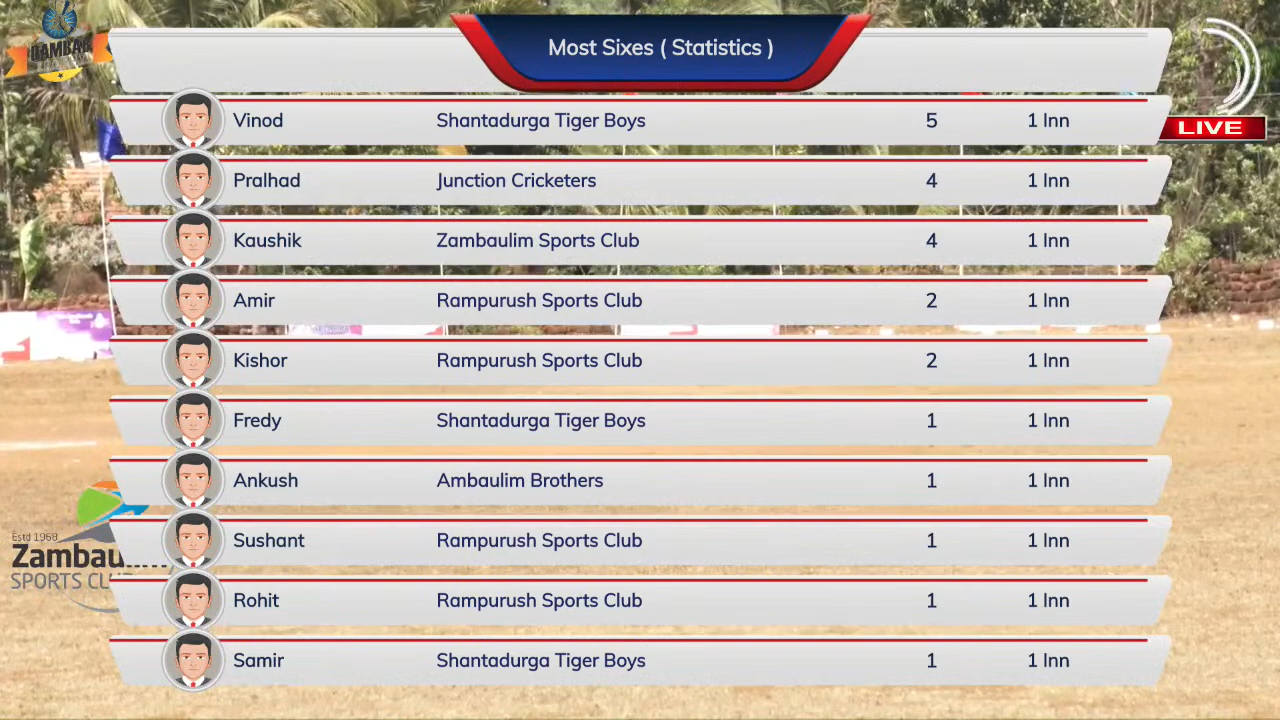 Most Sixes ( Statistics )
DAMBAB
LIVE
Vinod Shantadurga Tiger Boys 5 1 Inn
Pralhad Junction Cricketers 4 1 Inn
Kaushik Zambaulim Sports Club 4 1 Inn
Amir Rampurush Sports Club 2 1 Inn
Kishor Rampurush Sports Club 2 1 Inn
Fredy Shantadurga Tiger Boys 1 1 Inn
Ankush Ambaulim Brothers 1 1 Inn
Sushant Rampurush Sports Club 1 1 Inn
Rohit Rampurush Sports Club 1 1 Inn
Samir Shantadurga Tiger Boys 1 1 Inn
Estd 1968
SPORTS